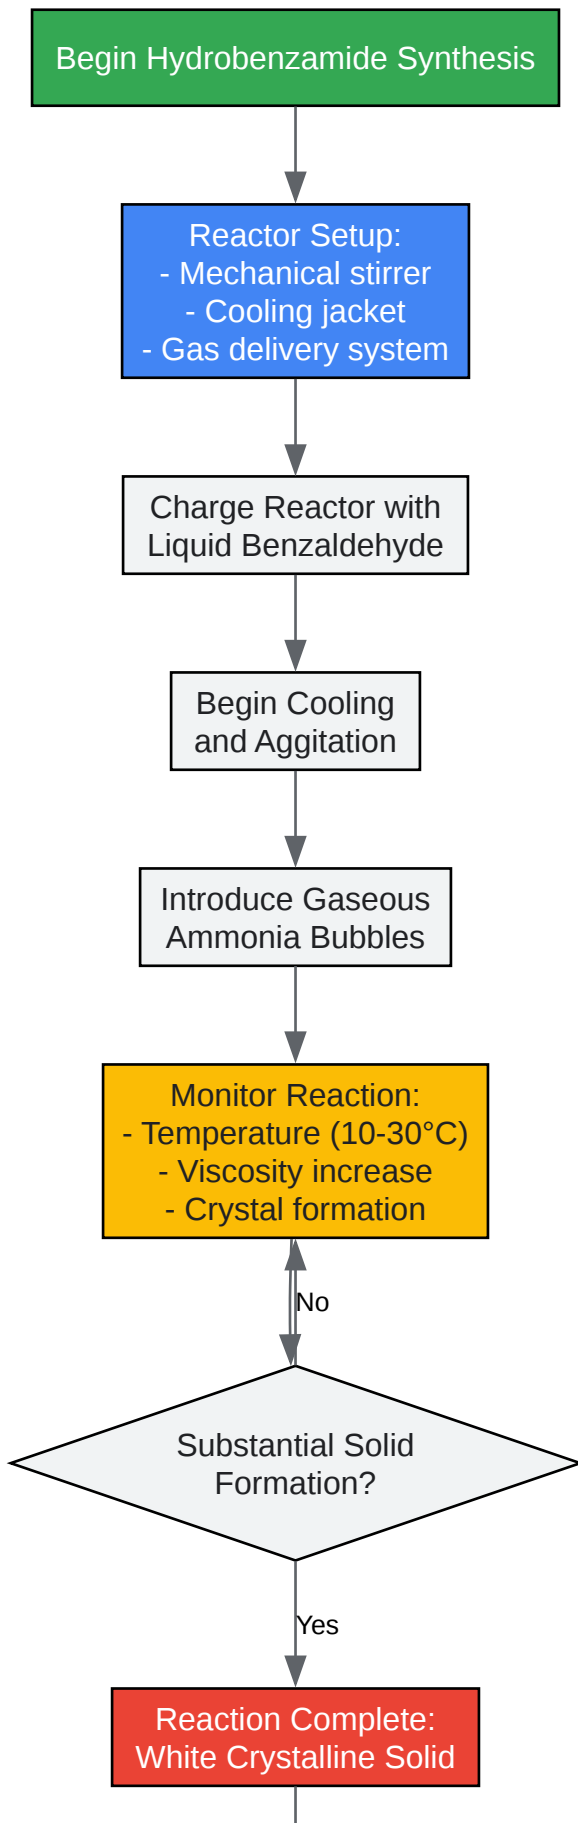 Begin Hydrobenzamide Synthesis
Reactor Setup:
- Mechanical stirrer
- Cooling jacket
- Gas delivery system
Charge Reactor with
Liquid Benzaldehyde
Begin Cooling
and Aggitation
Introduce Gaseous
Ammonia Bubbles
Monitor Reaction:
- Temperature (10-30°C)
- Viscosity increase
- Crystal formation
No
Substantial Solid
Formation?
Yes
Reaction Complete:
White Crystalline Solid